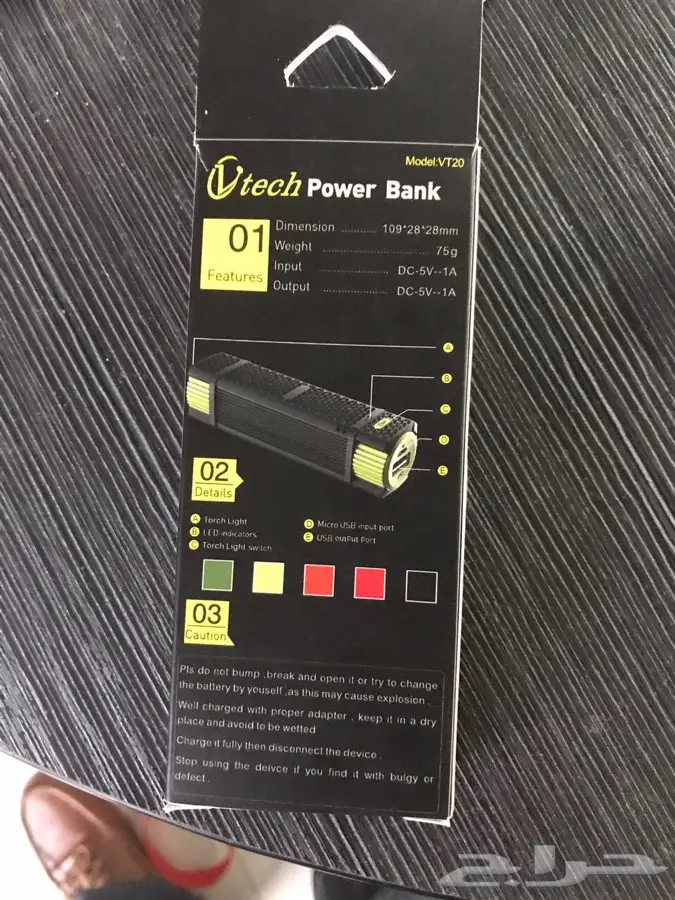 Model:VT20
Vtech Power Bank
01
Features
Dimension .......... 109*28*28mm
Weight .................... 75g
Input .................. DC-5V--1A
Output ................. DC-5V--1A
A
B
C
D
E
02
Details
A Torch Light
B LED-indicators
C Torch Light switch
D Micro USB input port
E USB output port
03
Caution
Pls do not bump ,break and open it or try to change
the battery by youself ,as this may cause explosion .
Well charged with proper adapter , keep it in a dry
place and avoid to be wetted
Charge it fully then disconnect the device .
Stop using the deivce if you find it with bulgy or
defect .
حراج